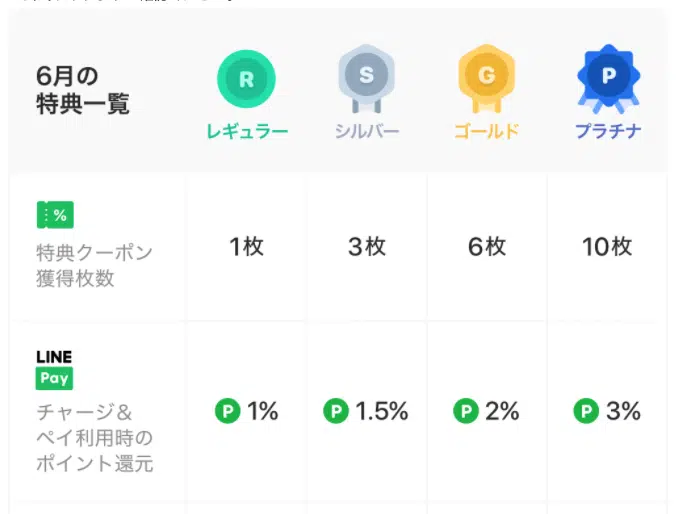 6月の
特典一覧
R
S
G
P
レギュラー
シルバー
ゴールド
プラチナ
%
特典クーポン
獲得枚数
1枚
3枚
6枚
10枚
LINE
Pay
チャージ&
ペイ利用時の
ポイント還元
P 1%
P 1.5%
P 2%
P 3%